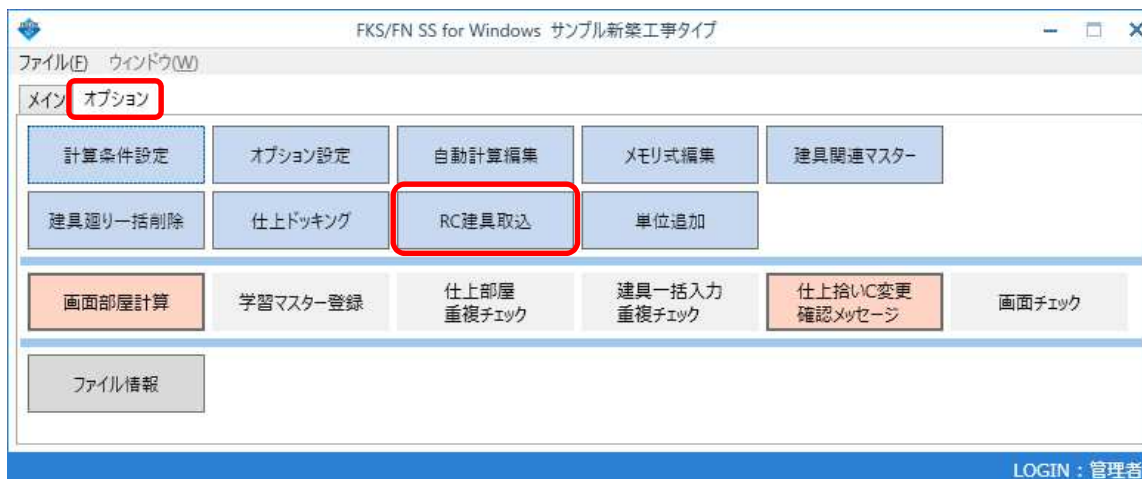 FKS/FN SS for Windows サンプル新築工事タイプ
ファイル(F) ウィンドウ(W)
メイン オプション
計算条件設定 オプション設定 自動計算編集 メモリ式編集 建具関連マスター
建具廻り一括削除 仕上ドッキング RC建具取込 単位追加
画面部屋計算 学習マスター登録 仕上部屋 建具一括入力 仕上拾いC変更 画面チェック
重複チェック 重複チェック 確認メッセージ
ファイル情報
LOGIN：管理者